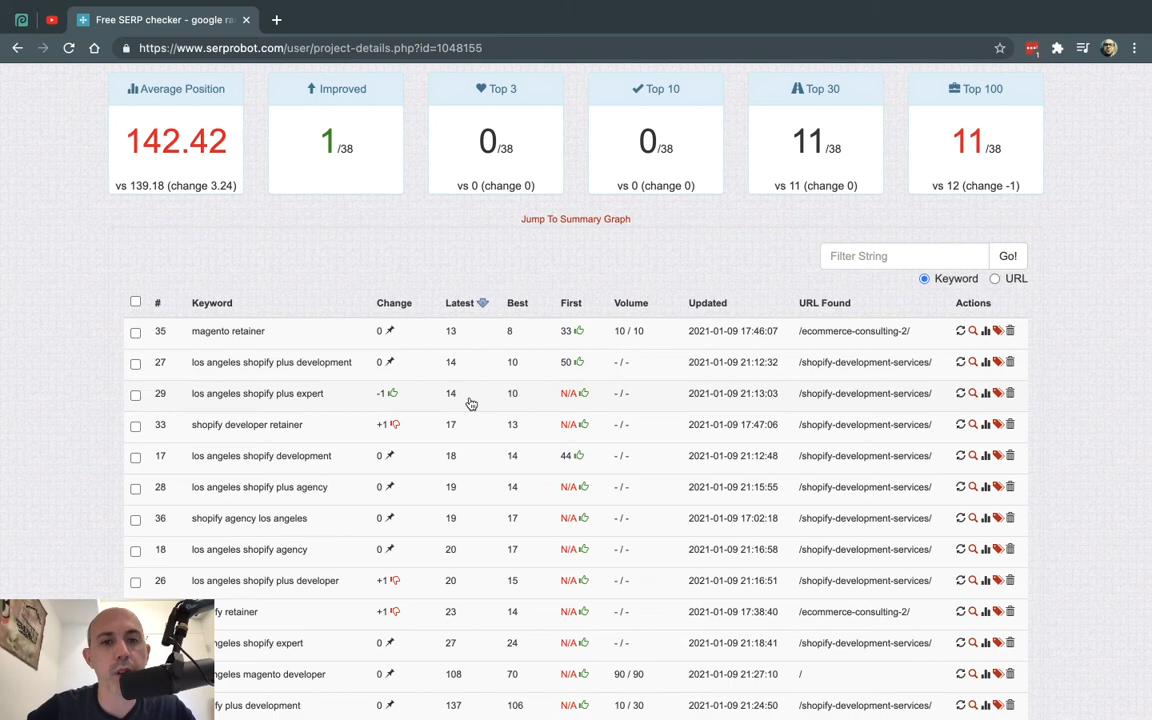 Free SERP checker - google ra
https://www.serprobot.com/user/project-details.php?id=1048155
1
Average Position
Improved
Top 3
Top 10
Top 30
Top 100
142.42
1/38
0/38
0/38
11/38
11/38
vs 139.18 (change 3.24)
vs 0 (change 0)
vs 0 (change 0)
vs 11 (change 0)
vs 12 (change -1)
Jump To Summary Graph
Filter String Go!
Keyword URL
# Keyword Change Latest Best First Volume Updated URL Found Actions
35 magento retainer 0 13 8 33 10 / 10 2021-01-09 17:46:07 /ecommerce-consulting-2/
27 los angeles shopify plus development 0 14 10 50 - / - 2021-01-09 21:12:32 /shopify-development-services/
29 los angeles shopify plus expert -1 14 10 N/A - / - 2021-01-09 21:13:03 /shopify-development-services/
33 shopify developer retainer +1 17 13 N/A - / - 2021-01-09 17:47:06 /shopify-development-services/
17 los angeles shopify development 0 18 14 44 - / - 2021-01-09 21:12:48 /shopify-development-services/
28 los angeles shopify plus agency 0 19 14 N/A - / - 2021-01-09 21:15:55 /shopify-development-services/
36 shopify agency los angeles 0 19 17 N/A - / - 2021-01-09 17:02:18 /shopify-development-services/
18 los angeles shopify agency 0 20 17 N/A - / - 2021-01-09 21:16:58 /shopify-development-services/
26 los angeles shopify plus developer +1 20 15 N/A - / - 2021-01-09 21:16:51 /shopify-development-services/
fy retainer +1 23 14 N/A - / - 2021-01-09 17:38:40 /ecommerce-consulting-2/
ngeles shopify expert 0 27 24 N/A - / - 2021-01-09 21:18:41 /shopify-development-services/
ngeles magento developer 108 70 90 / 90 2021-01-09 21:27:10 /
fy plus development 137 106 10 / 30 2021-01-09 21:24:50 /shopify-development-services/